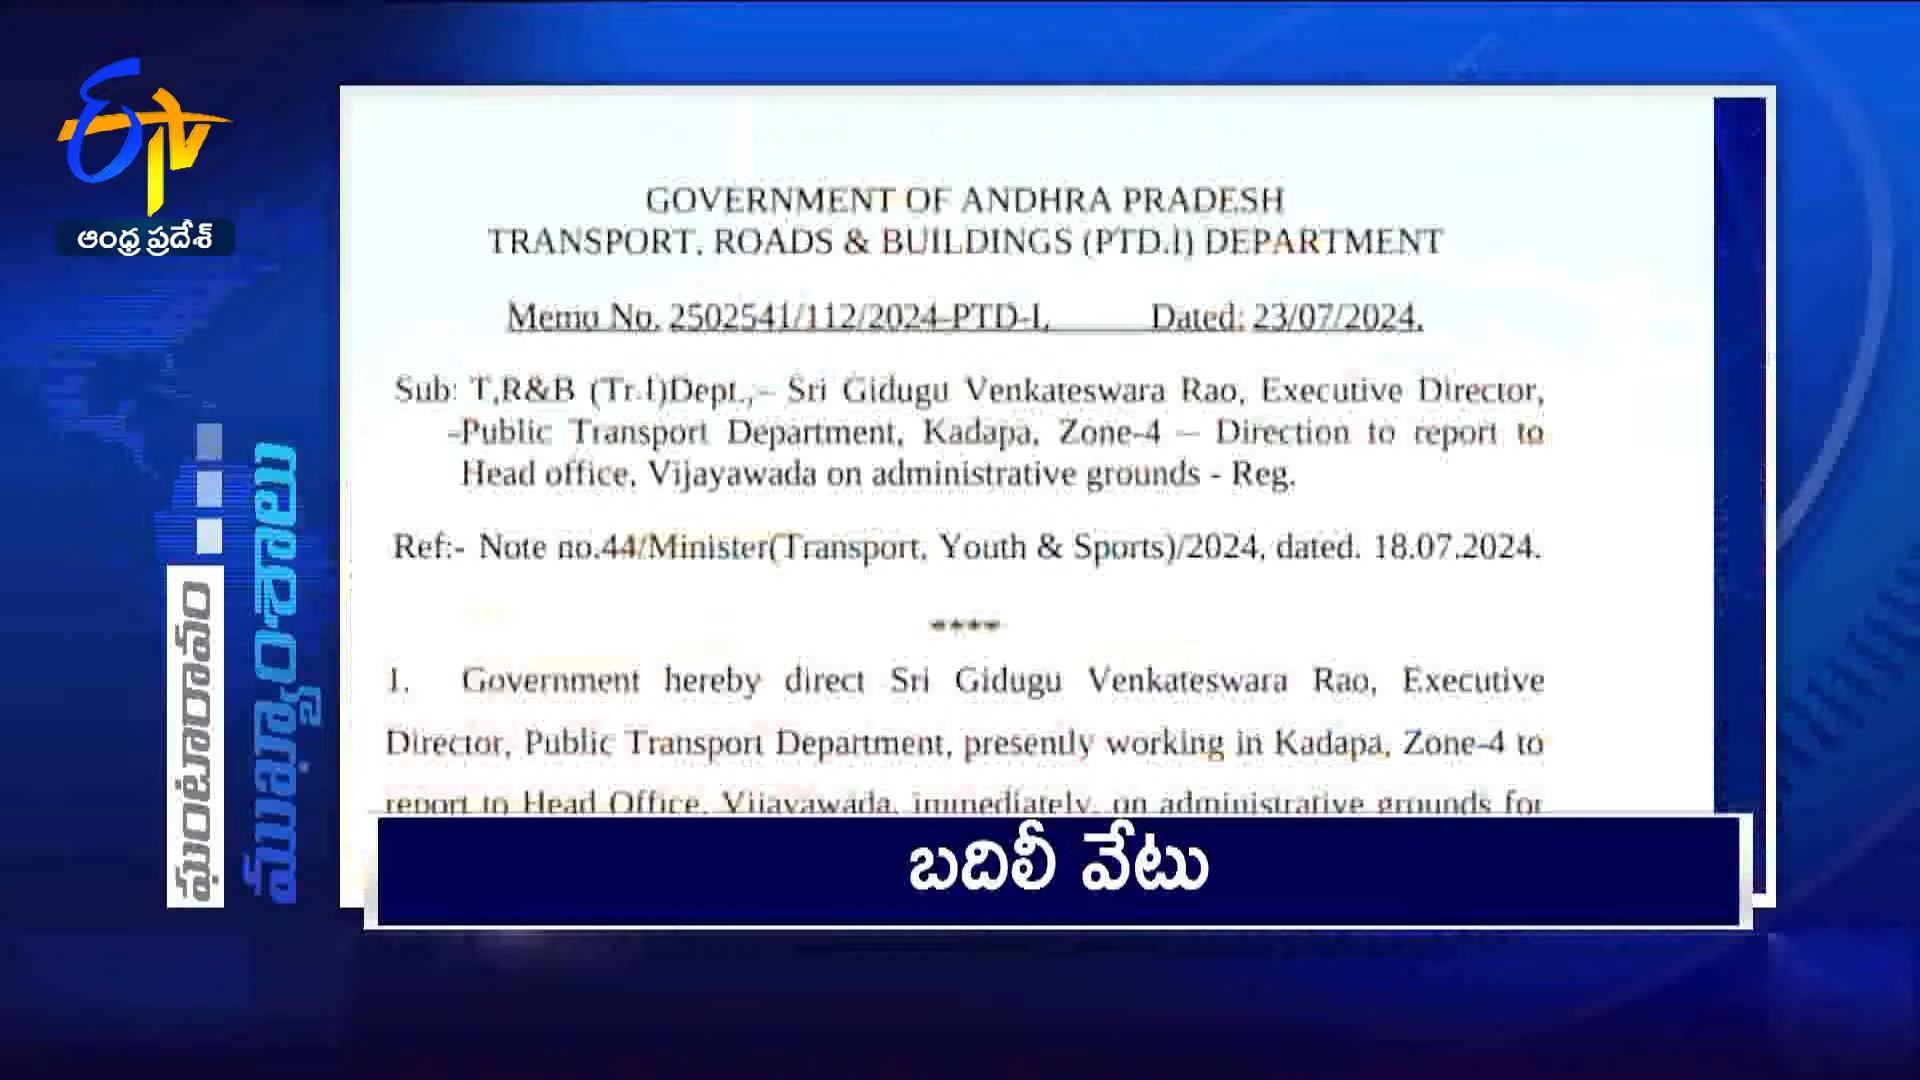 ETV
ఆంధ్ర ప్రదేశ్
ఘంటారావం
ముఖ్యాంశాలు
GOVERNMENT OF ANDHRA PRADESH
TRANSPORT, ROADS & BUILDINGS (PTD.I) DEPARTMENT
Memo No. 2502541/112/2024-PTD-I, Dated: 23/07/2024.
Sub: T,R&B (Tr.I)Dept.,– Sri Gidugu Venkateswara Rao, Executive Director,
-Public Transport Department, Kadapa, Zone-4 – Direction to report to
Head office, Vijayawada on administrative grounds - Reg.
Ref:- Note no.44/Minister(Transport, Youth & Sports)/2024, dated. 18.07.2024.
****
1. Government hereby direct Sri Gidugu Venkateswara Rao, Executive
Director, Public Transport Department, presently working in Kadapa, Zone-4 to
report to Head Office, Vijayawada, immediately, on administrative grounds for
బదిలీ వేటు